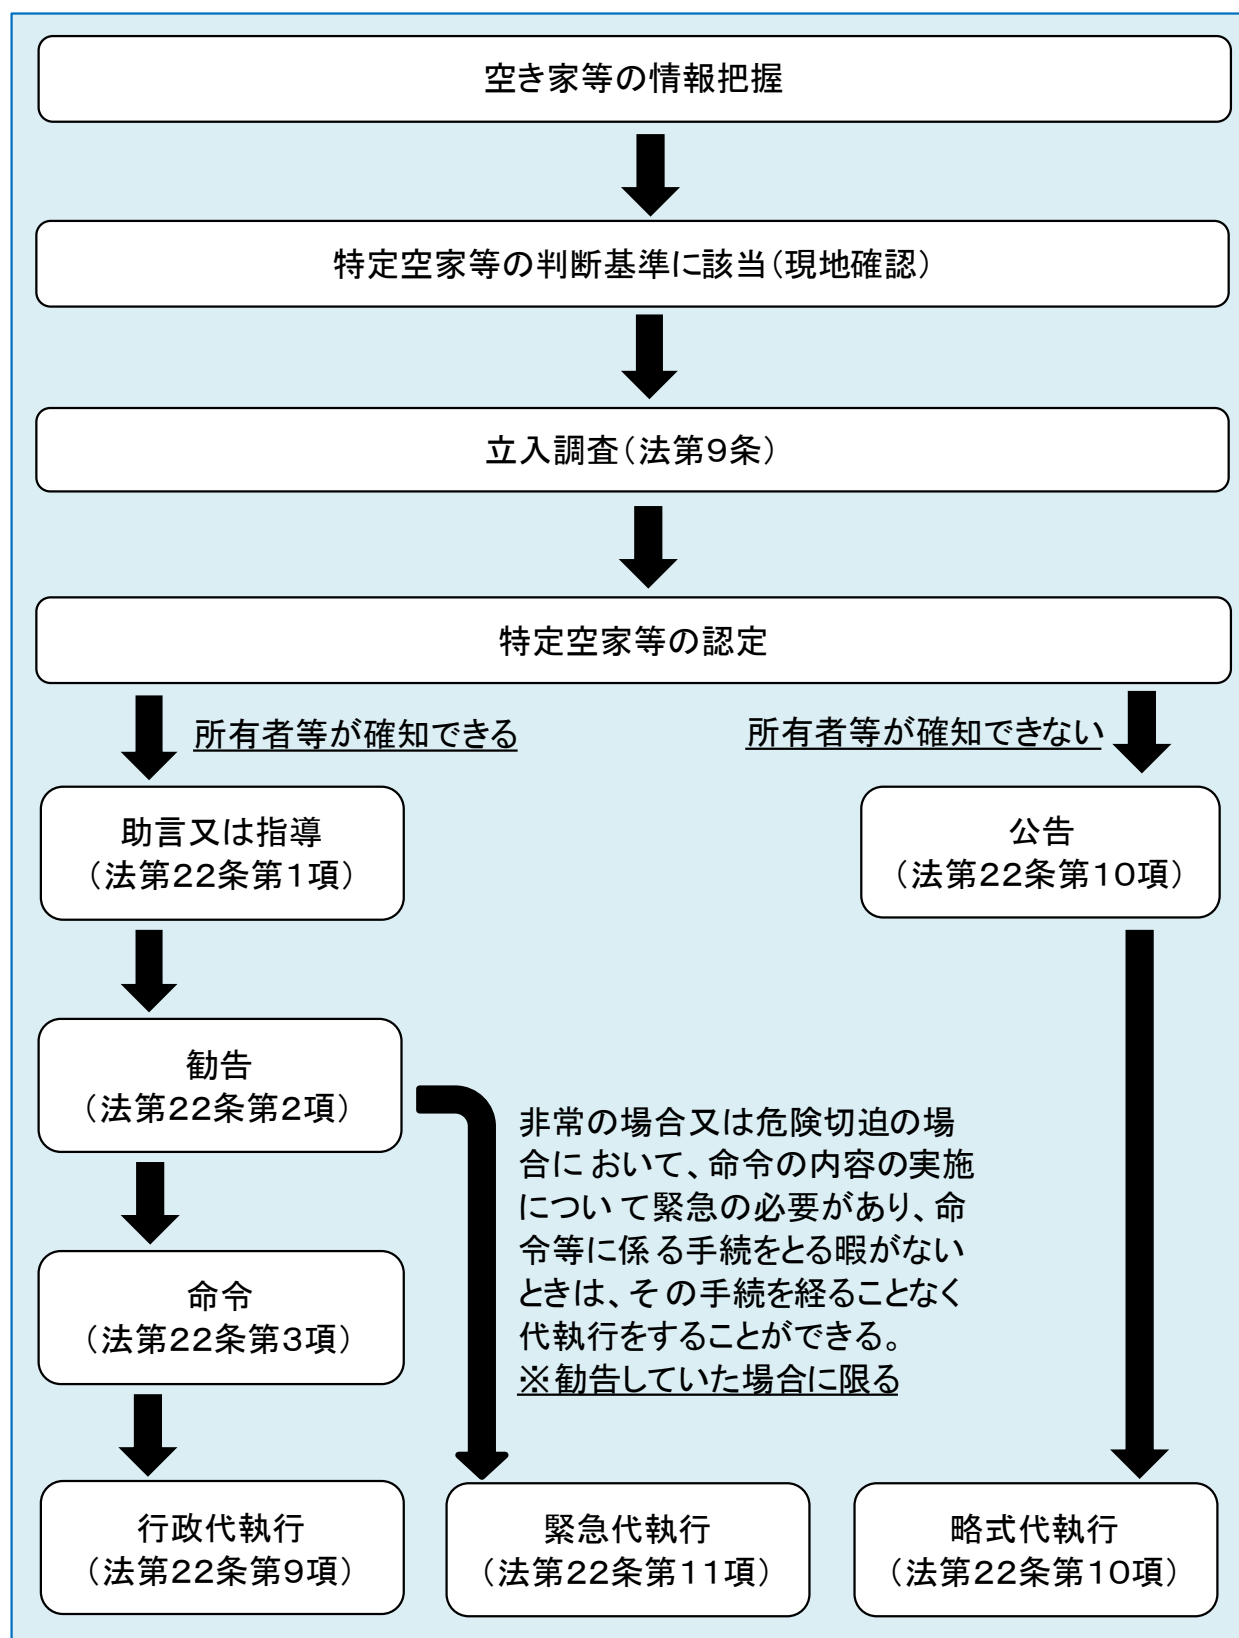 空き家等の情報把握
特定空家等の判断基準に該当（現地確認）
立入調査（法第９条）
特定空家等の認定
所有者等が確知できる
所有者等が確知できない
助言又は指導
（法第２２条第１項）
公告
（法第２２条第１０項）
勧告
（法第２２条第２項）
非常の場合又は危険切迫の場
合において、命令の内容の実施
について緊急の必要があり、命
令等に係る手続をとる暇がない
ときは、その手続を経ることなく
代執行をすることができる。
※勧告していた場合に限る
命令
（法第２２条第３項）
行政代執行
（法第２２条第９項）
緊急代執行
（法第２２条第１１項）
略式代執行
（法第２２条第１０項）